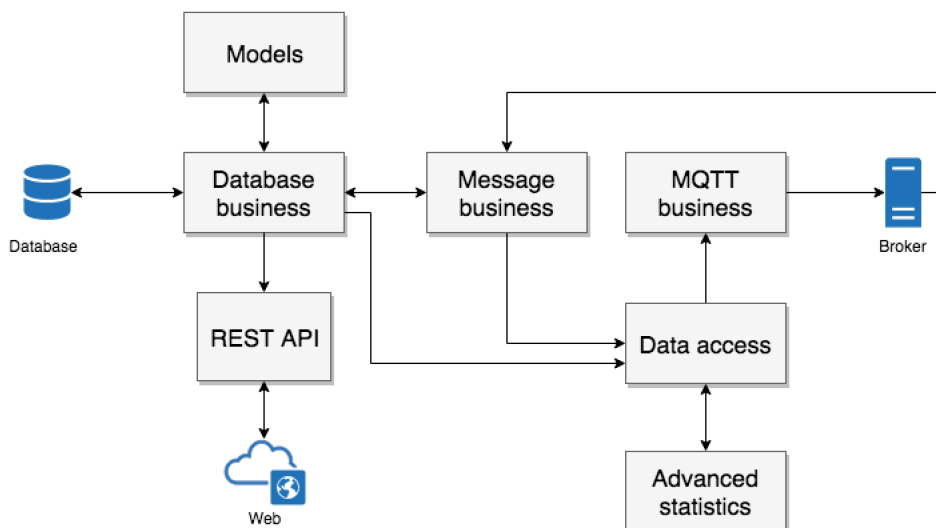 Models
Database
business
Message
business
MQTT
business
Database
Broker
REST API
Data access
Advanced
statistics
Web